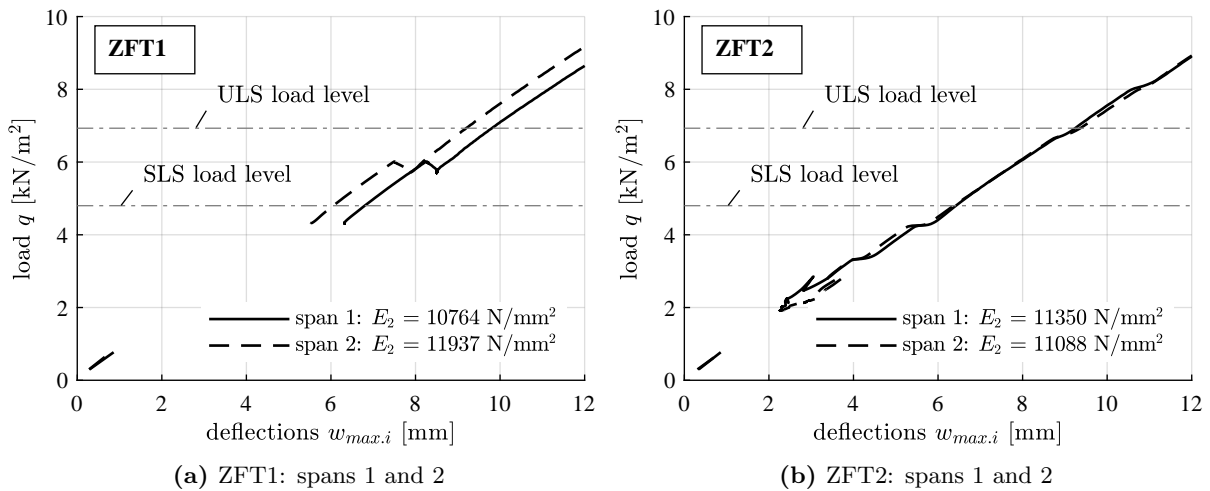 ZFT1
ULS load level
SLS load level
span 1: E₂ = 10764 N/mm²
span 2: E₂ = 11937 N/mm²
10
8
6
4
2
0
0 2 4 6 8 10 12
load q [kN/m²]
deflections w_max.i [mm]
(a) ZFT1: spans 1 and 2
ZFT2
ULS load level
SLS load level
span 1: E₂ = 11350 N/mm²
span 2: E₂ = 11088 N/mm²
10
8
6
4
2
0
0 2 4 6 8 10 12
load q [kN/m²]
deflections w_max.i [mm]
(b) ZFT2: spans 1 and 2